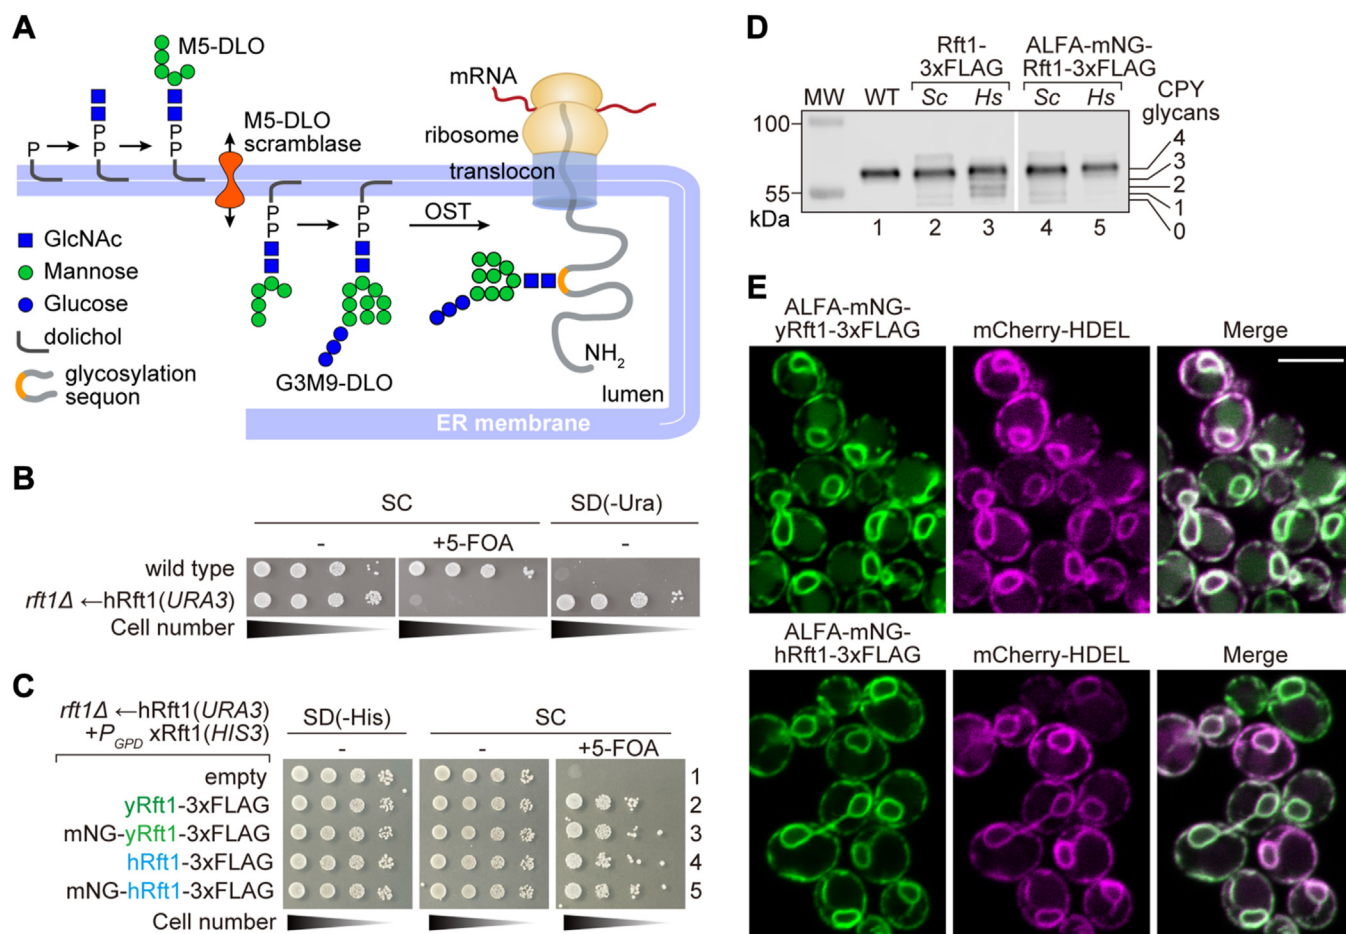 A
M5-DLO
P
P
P
P
P
M5-DLO
scramblase
P
P
P
P
OST
mRNA
ribosome
translocon
GlcNAc
Mannose
Glucose
dolichol
glycosylation
sequon
G3M9-DLO
NH2
lumen
ER membrane
B
SC
SD(-Ura)
-
+5-FOA
-
wild type
rft1Δ ←hRft1(URA3)
Cell number
C
rft1Δ ←hRft1(URA3)
+PGPD xRft1(HIS3)
SD(-His)
SC
-
-
+5-FOA
empty
1
yRft1-3xFLAG
2
mNG-yRft1-3xFLAG
3
hRft1-3xFLAG
4
mNG-hRft1-3xFLAG
5
Cell number
D
Rft1-
3xFLAG
ALFA-mNG-
Rft1-3xFLAG
MW
WT
Sc
Hs
Sc
Hs
CPY
glycans
100
55
kDa
4
3
2
1
0
1
2
3
4
5
E
ALFA-mNG-
yRft1-3xFLAG
mCherry-HDEL
Merge
ALFA-mNG-
hRft1-3xFLAG
mCherry-HDEL
Merge